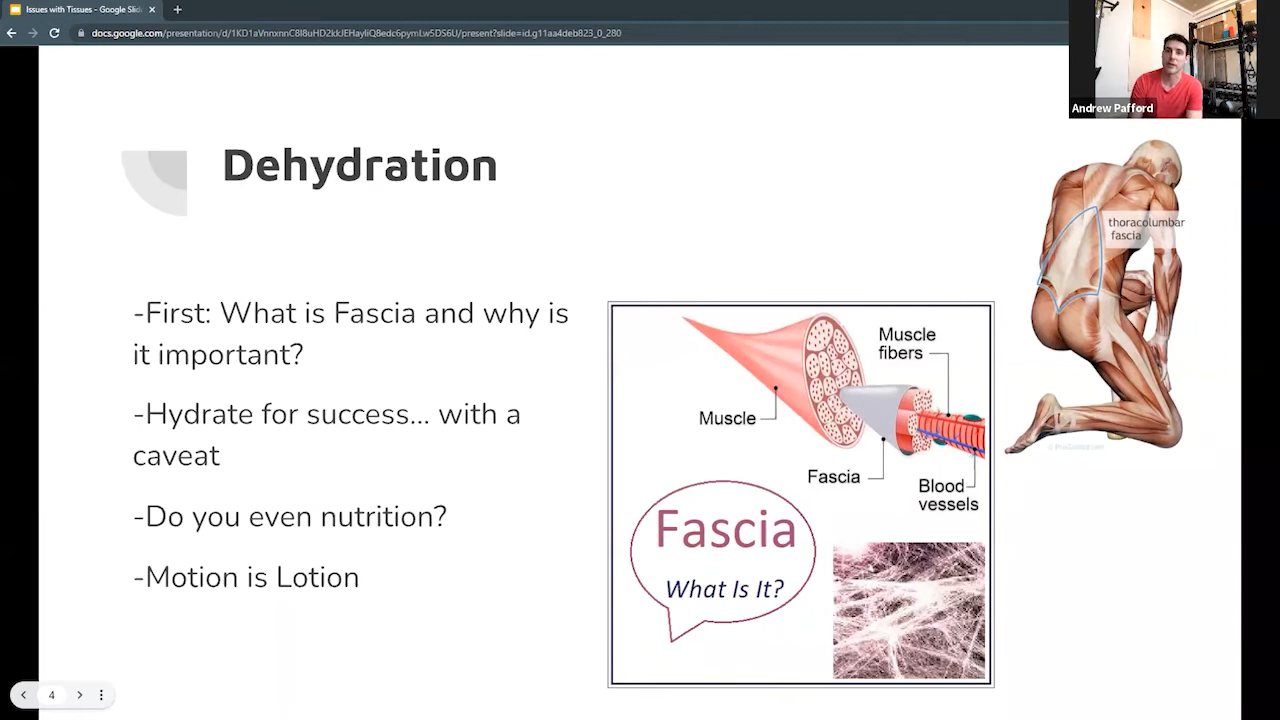 Issues with Tissues - Google Slid
docs.google.com/presentation/d/1KD1aVnnxnnC8I8uHD2kkJEHayliQ8edc6pymLw5DS6U/present?slide=id.g11aa4deb823_0_280
Andrew Pafford
Dehydration
thoracolumbar
fascia
-First: What is Fascia and why is
it important?
-Hydrate for success... with a
caveat
-Do you even nutrition?
-Motion is Lotion
Muscle
fibers
Muscle
Fascia
Blood
vessels
Fascia
What Is It?
4